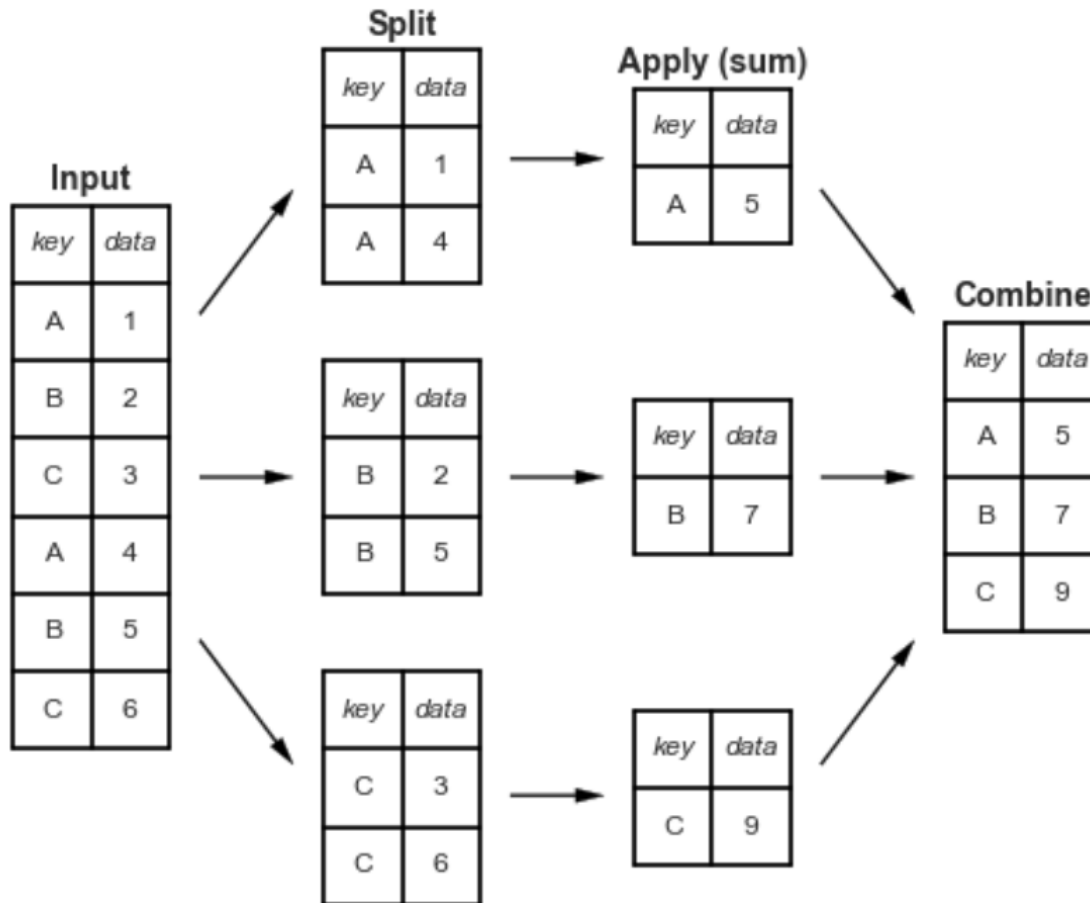 Input
key data
A 1
B 2
C 3
A 4
B 5
C 6
Split
key data
A 1
A 4
key data
B 2
B 5
key data
C 3
C 6
Apply (sum)
key data
A 5
key data
B 7
key data
C 9
Combine
key data
A 5
B 7
C 9